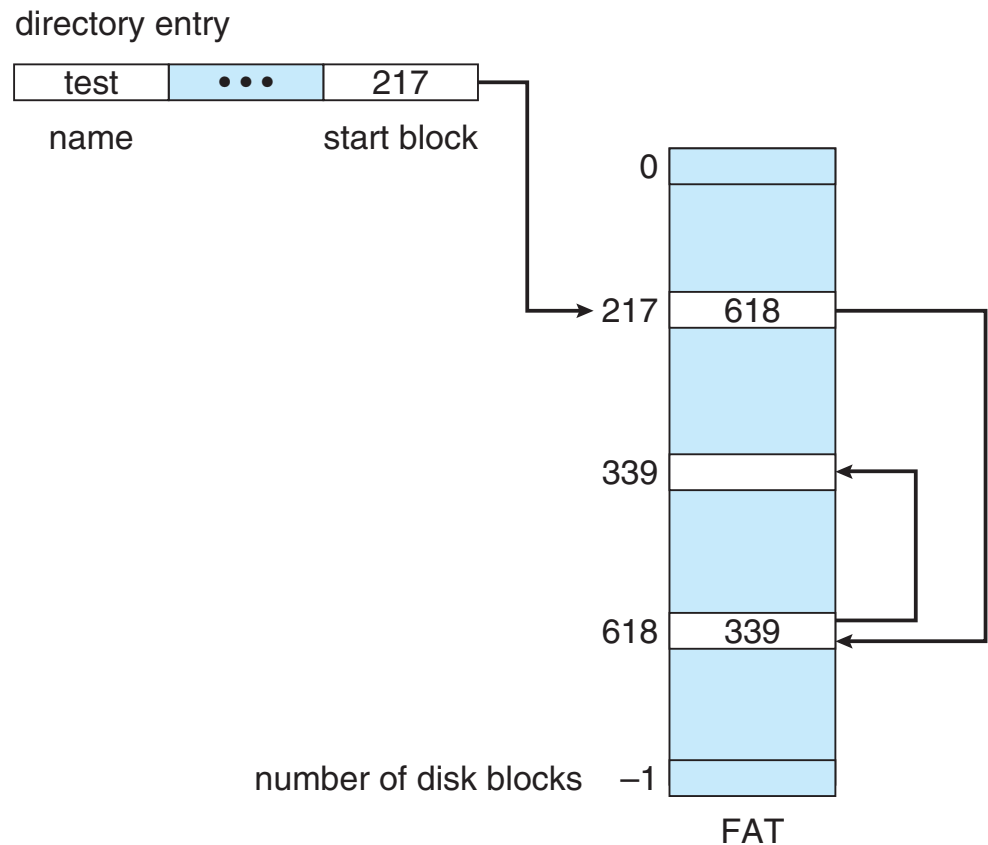 directory entry
test ••• 217
name start block
0
217 618
339
618 339
number of disk blocks –1
FAT